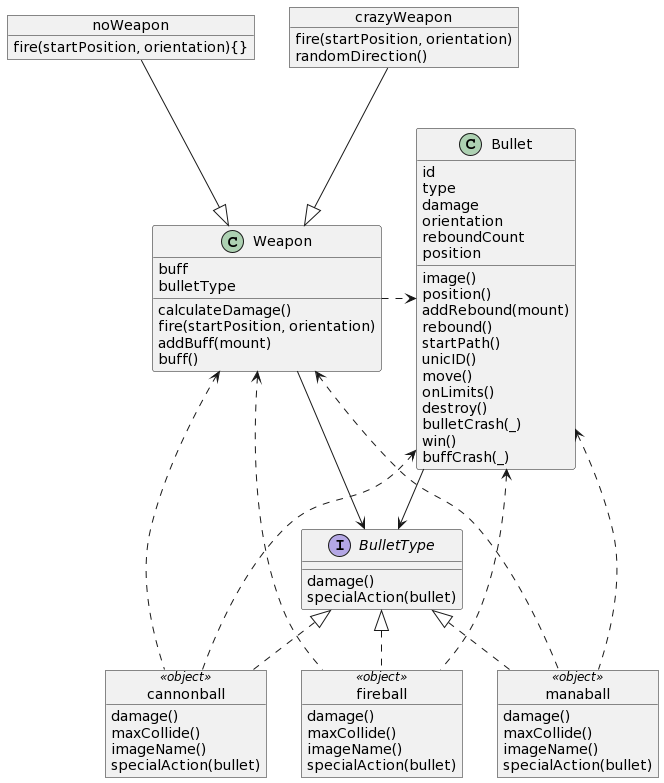 noWeapon
fire(startPosition, orientation){}
crazyWeapon
fire(startPosition, orientation)
randomDirection()
C Bullet
id
type
damage
orientation
reboundCount
position
image()
position()
addRebound(mount)
rebound()
startPath()
unicID()
move()
onLimits()
destroy()
bulletCrash(_)
win()
buffCrash(_)
C Weapon
buff
bulletType
calculateDamage()
fire(startPosition, orientation)
addBuff(mount)
buff()
I BulletType
damage()
specialAction(bullet)
«object»
cannonball
damage()
maxCollide()
imageName()
specialAction(bullet)
«object»
fireball
damage()
maxCollide()
imageName()
specialAction(bullet)
«object»
manaball
damage()
maxCollide()
imageName()
specialAction(bullet)